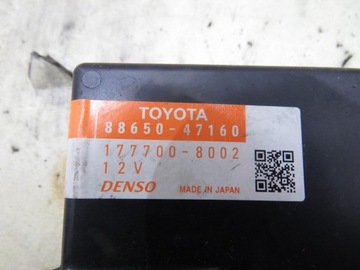 TOYOTA
88650-47160
177700-8002
12V
DENSO MADE IN JAPAN